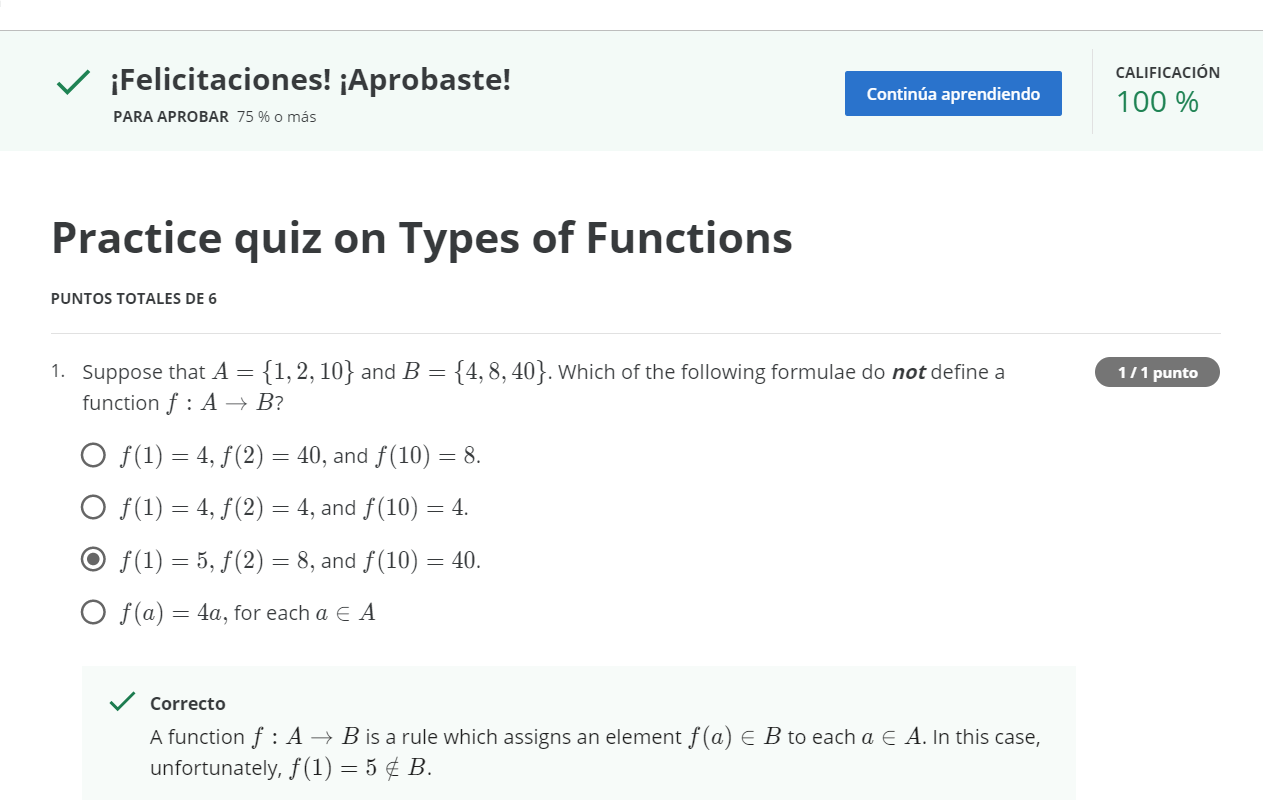 ¡Felicitaciones! ¡Aprobaste!
PARA APROBAR 75 % o más
Continúa aprendiendo
CALIFICACIÓN
100 %
Practice quiz on Types of Functions
PUNTOS TOTALES DE 6
1. Suppose that A = {1, 2, 10} and B = {4, 8, 40}. Which of the following formulae do not define a
function f : A → B?
1 / 1 punto
f(1) = 4, f(2) = 40, and f(10) = 8.
f(1) = 4, f(2) = 4, and f(10) = 4.
f(1) = 5, f(2) = 8, and f(10) = 40.
f(a) = 4a, for each a ∈ A
Correcto
A function f : A → B is a rule which assigns an element f(a) ∈ B to each a ∈ A. In this case,
unfortunately, f(1) = 5 ∉ B.